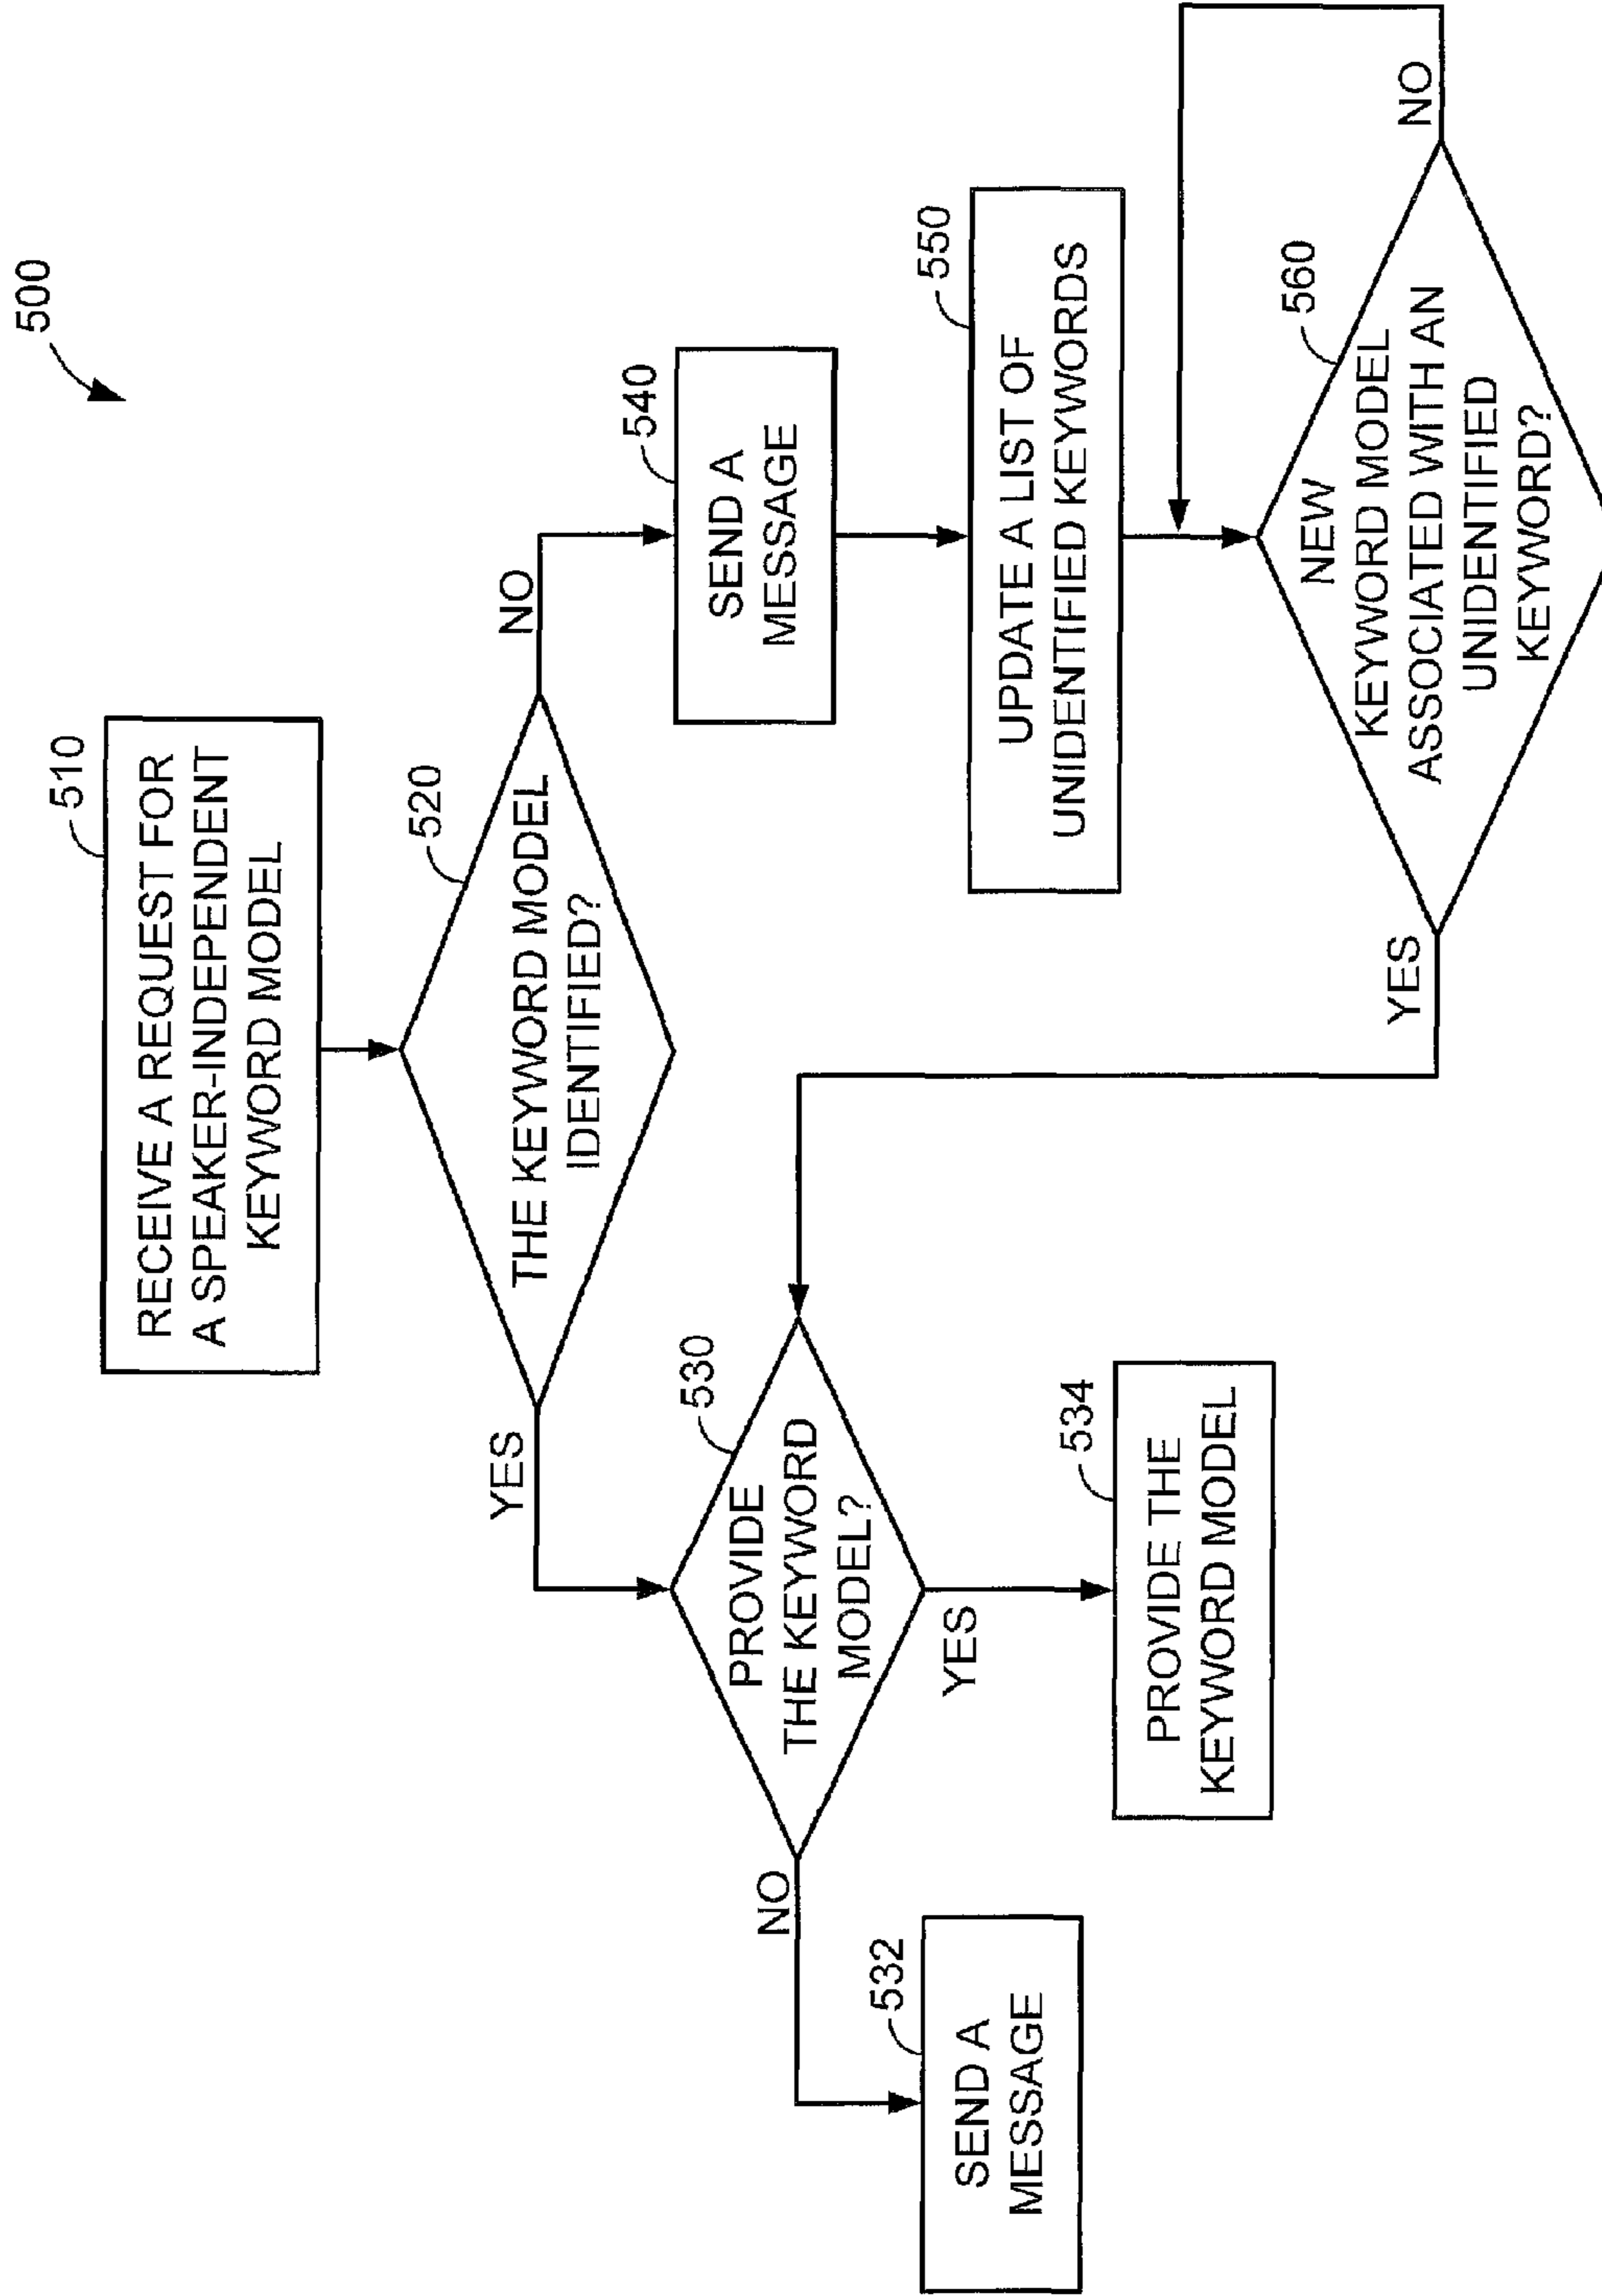 500
510
RECEIVE A REQUEST FOR
A SPEAKER-INDEPENDENT
KEYWORD MODEL
520
THE KEYWORD MODEL
IDENTIFIED?
YES
NO
530
PROVIDE
THE KEYWORD
MODEL?
NO
YES
532
SEND A
MESSAGE
534
PROVIDE THE
KEYWORD MODEL
540
SEND A
MESSAGE
550
UPDATE A LIST OF
UNIDENTIFIED KEYWORDS
560
NEW
KEYWORD MODEL
ASSOCIATED WITH AN
UNIDENTIFIED
KEYWORD?
YES
NO